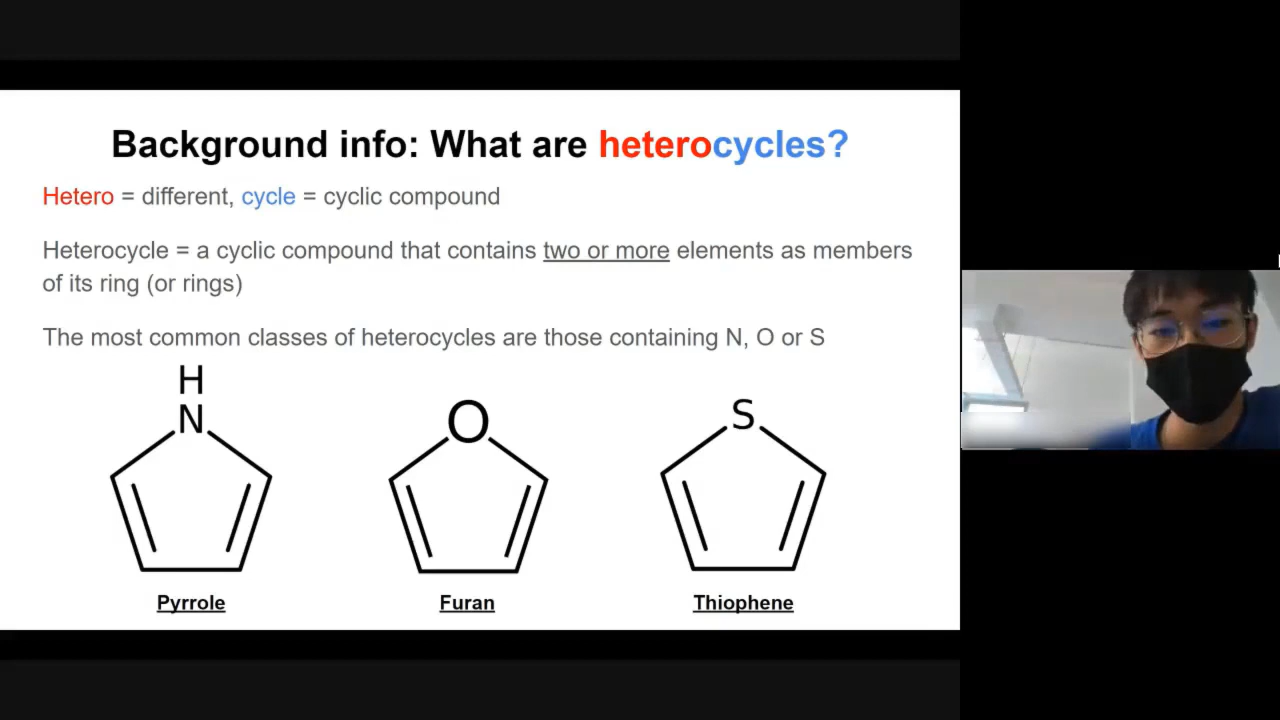 Background info: What are heterocycles?
Hetero = different, cycle = cyclic compound
Heterocycle = a cyclic compound that contains two or more elements as members
of its ring (or rings)
The most common classes of heterocycles are those containing N, O or S
H
N
O
S
Pyrrole
Furan
Thiophene